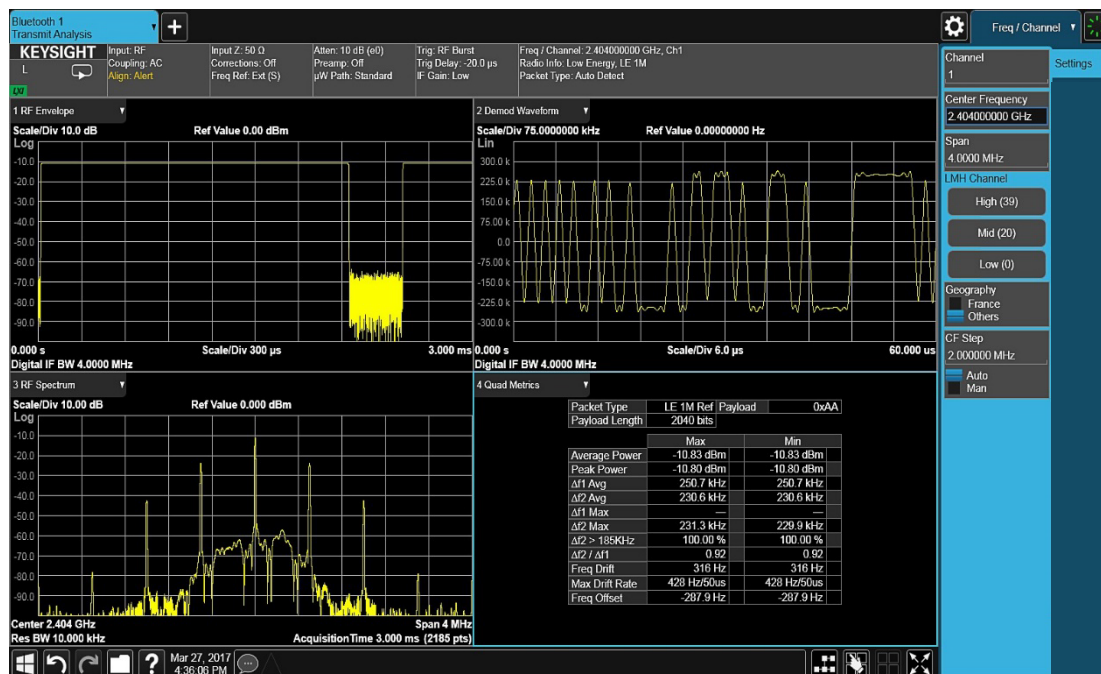 Bluetooth 1
Transmit Analysis
+
Freq / Channel
KEYSIGHT
L
LXI
Input: RF
Coupling: AC
Align: Alert
Input Z: 50 Ω
Corrections: Off
Freq Ref: Ext (S)
Atten: 10 dB (e0)
Preamp: Off
µW Path: Standard
Trig: RF Burst
Trig Delay: -20.0 µs
IF Gain: Low
Freq / Channel: 2.404000000 GHz, Ch1
Radio Info: Low Energy, LE 1M
Packet Type: Auto Detect
1 RF Envelope
Scale/Div 10.0 dB Ref Value 0.00 dBm
Log
-10.0
-20.0
-30.0
-40.0
-50.0
-60.0
-70.0
-80.0
-90.0
0.000 s Scale/Div 300 µs 3.000 ms
Digital IF BW 4.0000 MHz
2 Demod Waveform
Scale/Div 75.0000000 kHz Ref Value 0.00000000 Hz
Lin
300.0 k
225.0 k
150.0 k
75.00 k
0.0
-75.00 k
-150.0 k
-225.0 k
-300.0 k
0.000 s Scale/Div 6.0 µs 60.000 us
Digital IF BW 4.0000 MHz
3 RF Spectrum
Scale/Div 10.00 dB Ref Value 0.000 dBm
Log
-10.0
-20.0
-30.0
-40.0
-50.0
-60.0
-70.0
-80.0
-90.0
Center 2.404 GHz Span 4 MHz
Res BW 10.000 kHz AcquisitionTime 3.000 ms (2185 pts)
4 Quad Metrics
Packet Type LE 1M Ref Payload 0xAA
Payload Length 2040 bits
Max Min
Average Power -10.83 dBm -10.83 dBm
Peak Power -10.80 dBm -10.80 dBm
Δf1 Avg 250.7 kHz 250.7 kHz
Δf2 Avg 230.6 kHz 230.6 kHz
Δf1 Max — —
Δf2 Max 231.3 kHz 229.9 kHz
Δf2 > 185KHz 100.00 % 100.00 %
Δf2 / Δf1 0.92 0.92
Freq Drift 316 Hz 316 Hz
Max Drift Rate 428 Hz/50us 428 Hz/50us
Freq Offset -287.9 Hz -287.9 Hz
Channel
1
Settings
Center Frequency
2.404000000 GHz
Span
4.0000 MHz
LMH Channel
High (39)
Mid (20)
Low (0)
Geography
France
Others
CF Step
2.000000 MHz
Auto
Man
?
Mar 27, 2017
4:36:06 PM